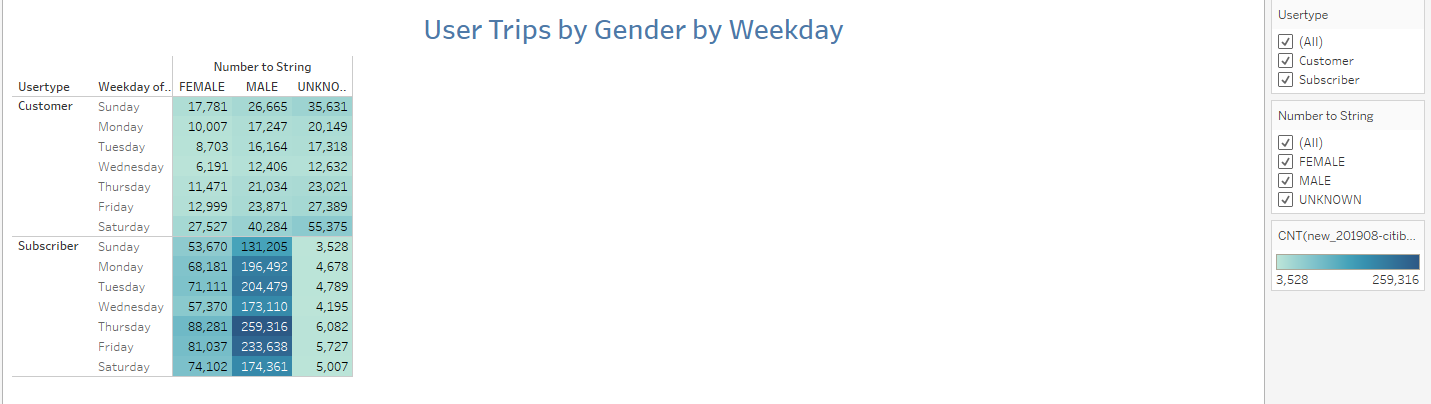 User Trips by Gender by Weekday
Number to String
Usertype Weekday of.. FEMALE MALE UNKNO..
Customer Sunday 17,781 26,665 35,631
Monday 10,007 17,247 20,149
Tuesday 8,703 16,164 17,318
Wednesday 6,191 12,406 12,632
Thursday 11,471 21,034 23,021
Friday 12,999 23,871 27,389
Saturday 27,527 40,284 55,375
Subscriber Sunday 53,670 131,205 3,528
Monday 68,181 196,492 4,678
Tuesday 71,111 204,479 4,789
Wednesday 57,370 173,110 4,195
Thursday 88,281 259,316 6,082
Friday 81,037 233,638 5,727
Saturday 74,102 174,361 5,007
Usertype
(All)
Customer
Subscriber
Number to String
(All)
FEMALE
MALE
UNKNOWN
CNT(new_201908-citib...
3,528 259,316